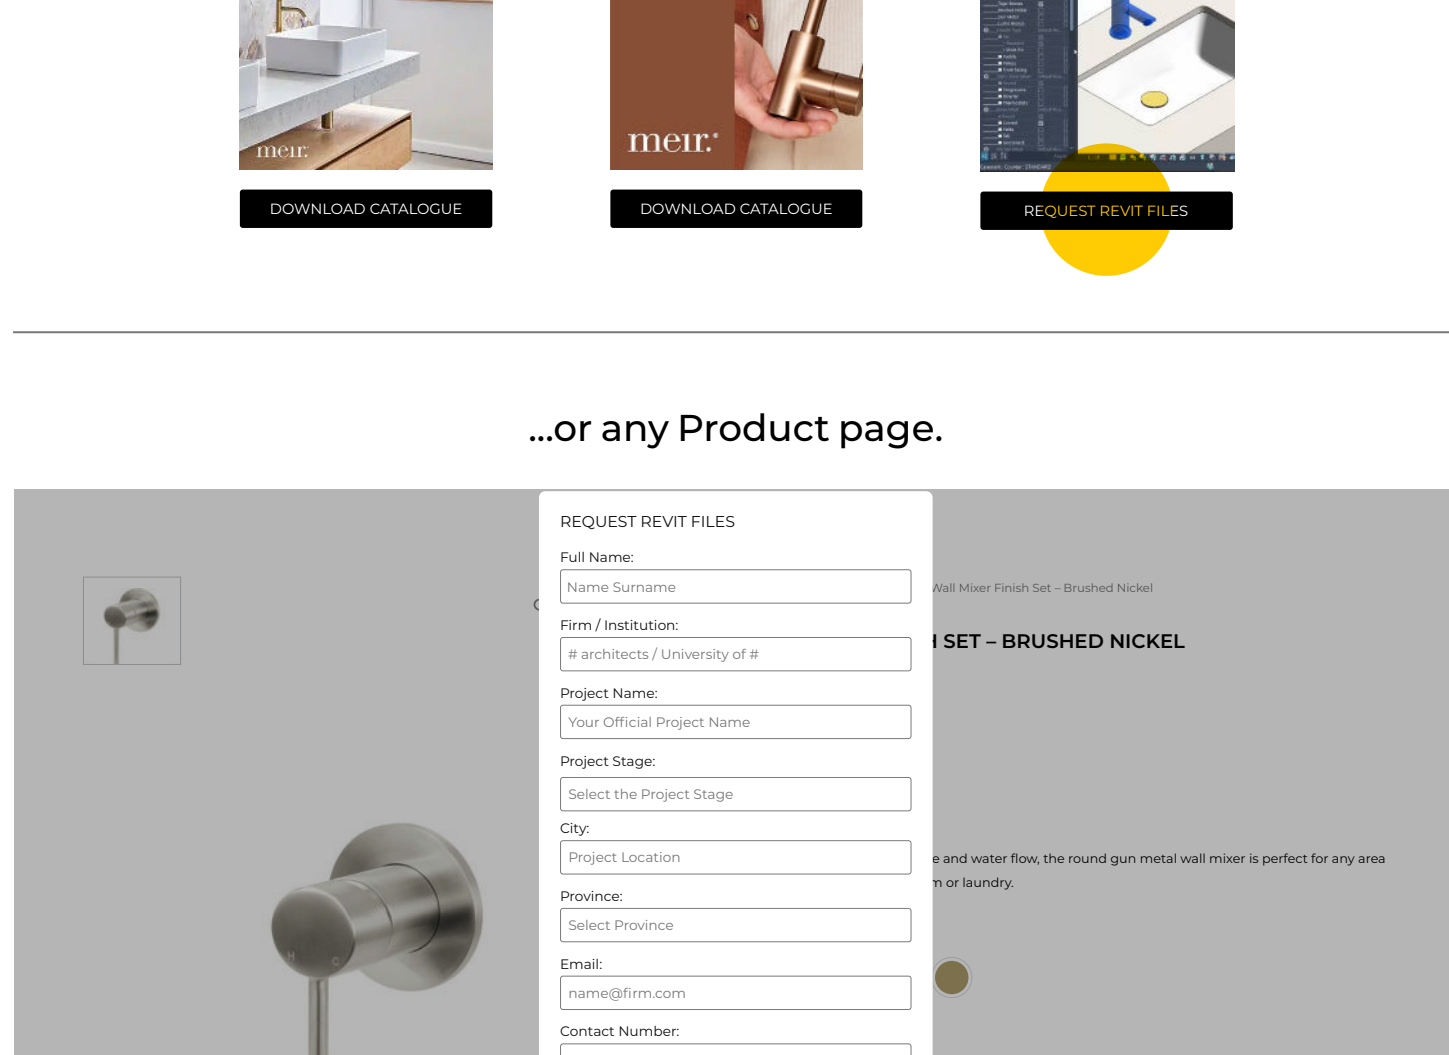 meir.
meir.
DOWNLOAD CATALOGUE
DOWNLOAD CATALOGUE
REQUEST REVIT FILES
...or any Product page.
REQUEST REVIT FILES
Full Name:
Name Surname
Wall Mixer Finish Set – Brushed Nickel
Firm / Institution:
H SET – BRUSHED NICKEL
# architects / University of #
Project Name:
Your Official Project Name
Project Stage:
Select the Project Stage
City:
Project Location
e and water flow, the round gun metal wall mixer is perfect for any area
m or laundry.
Province:
Select Province
H C
Email:
name@firm.com
Contact Number: